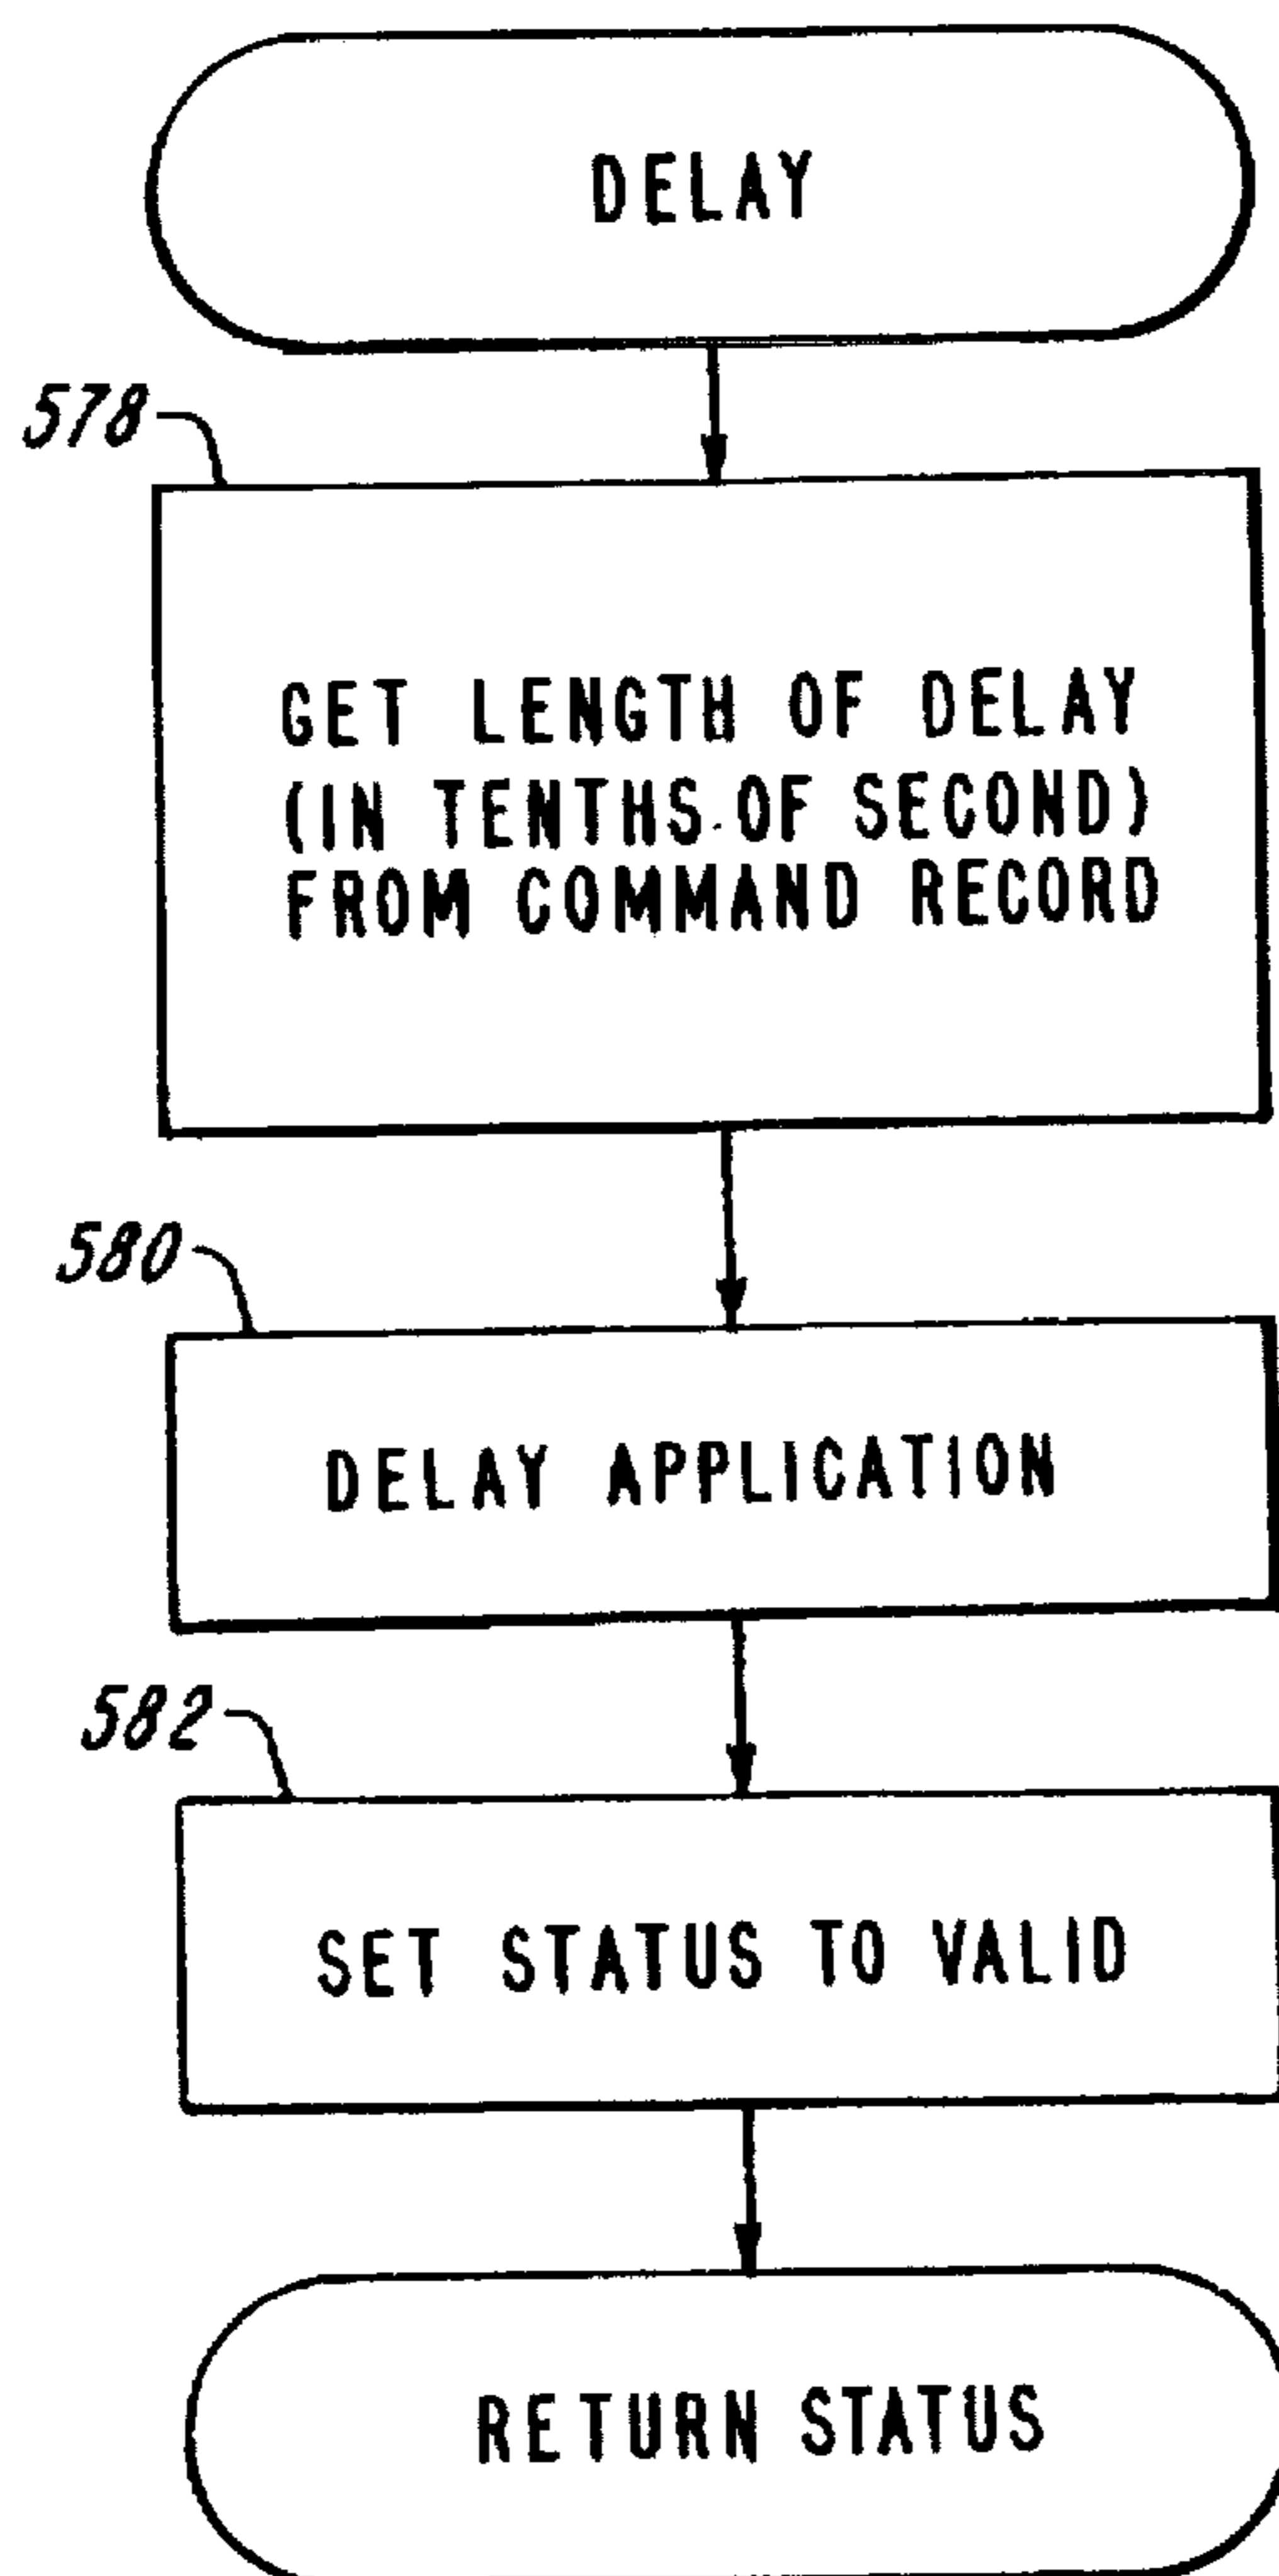 DELAY
578
GET LENGTH OF DELAY
(IN TENTHS OF SECOND)
FROM COMMAND RECORD
580
DELAY APPLICATION
582
SET STATUS TO VALID
RETURN STATUS